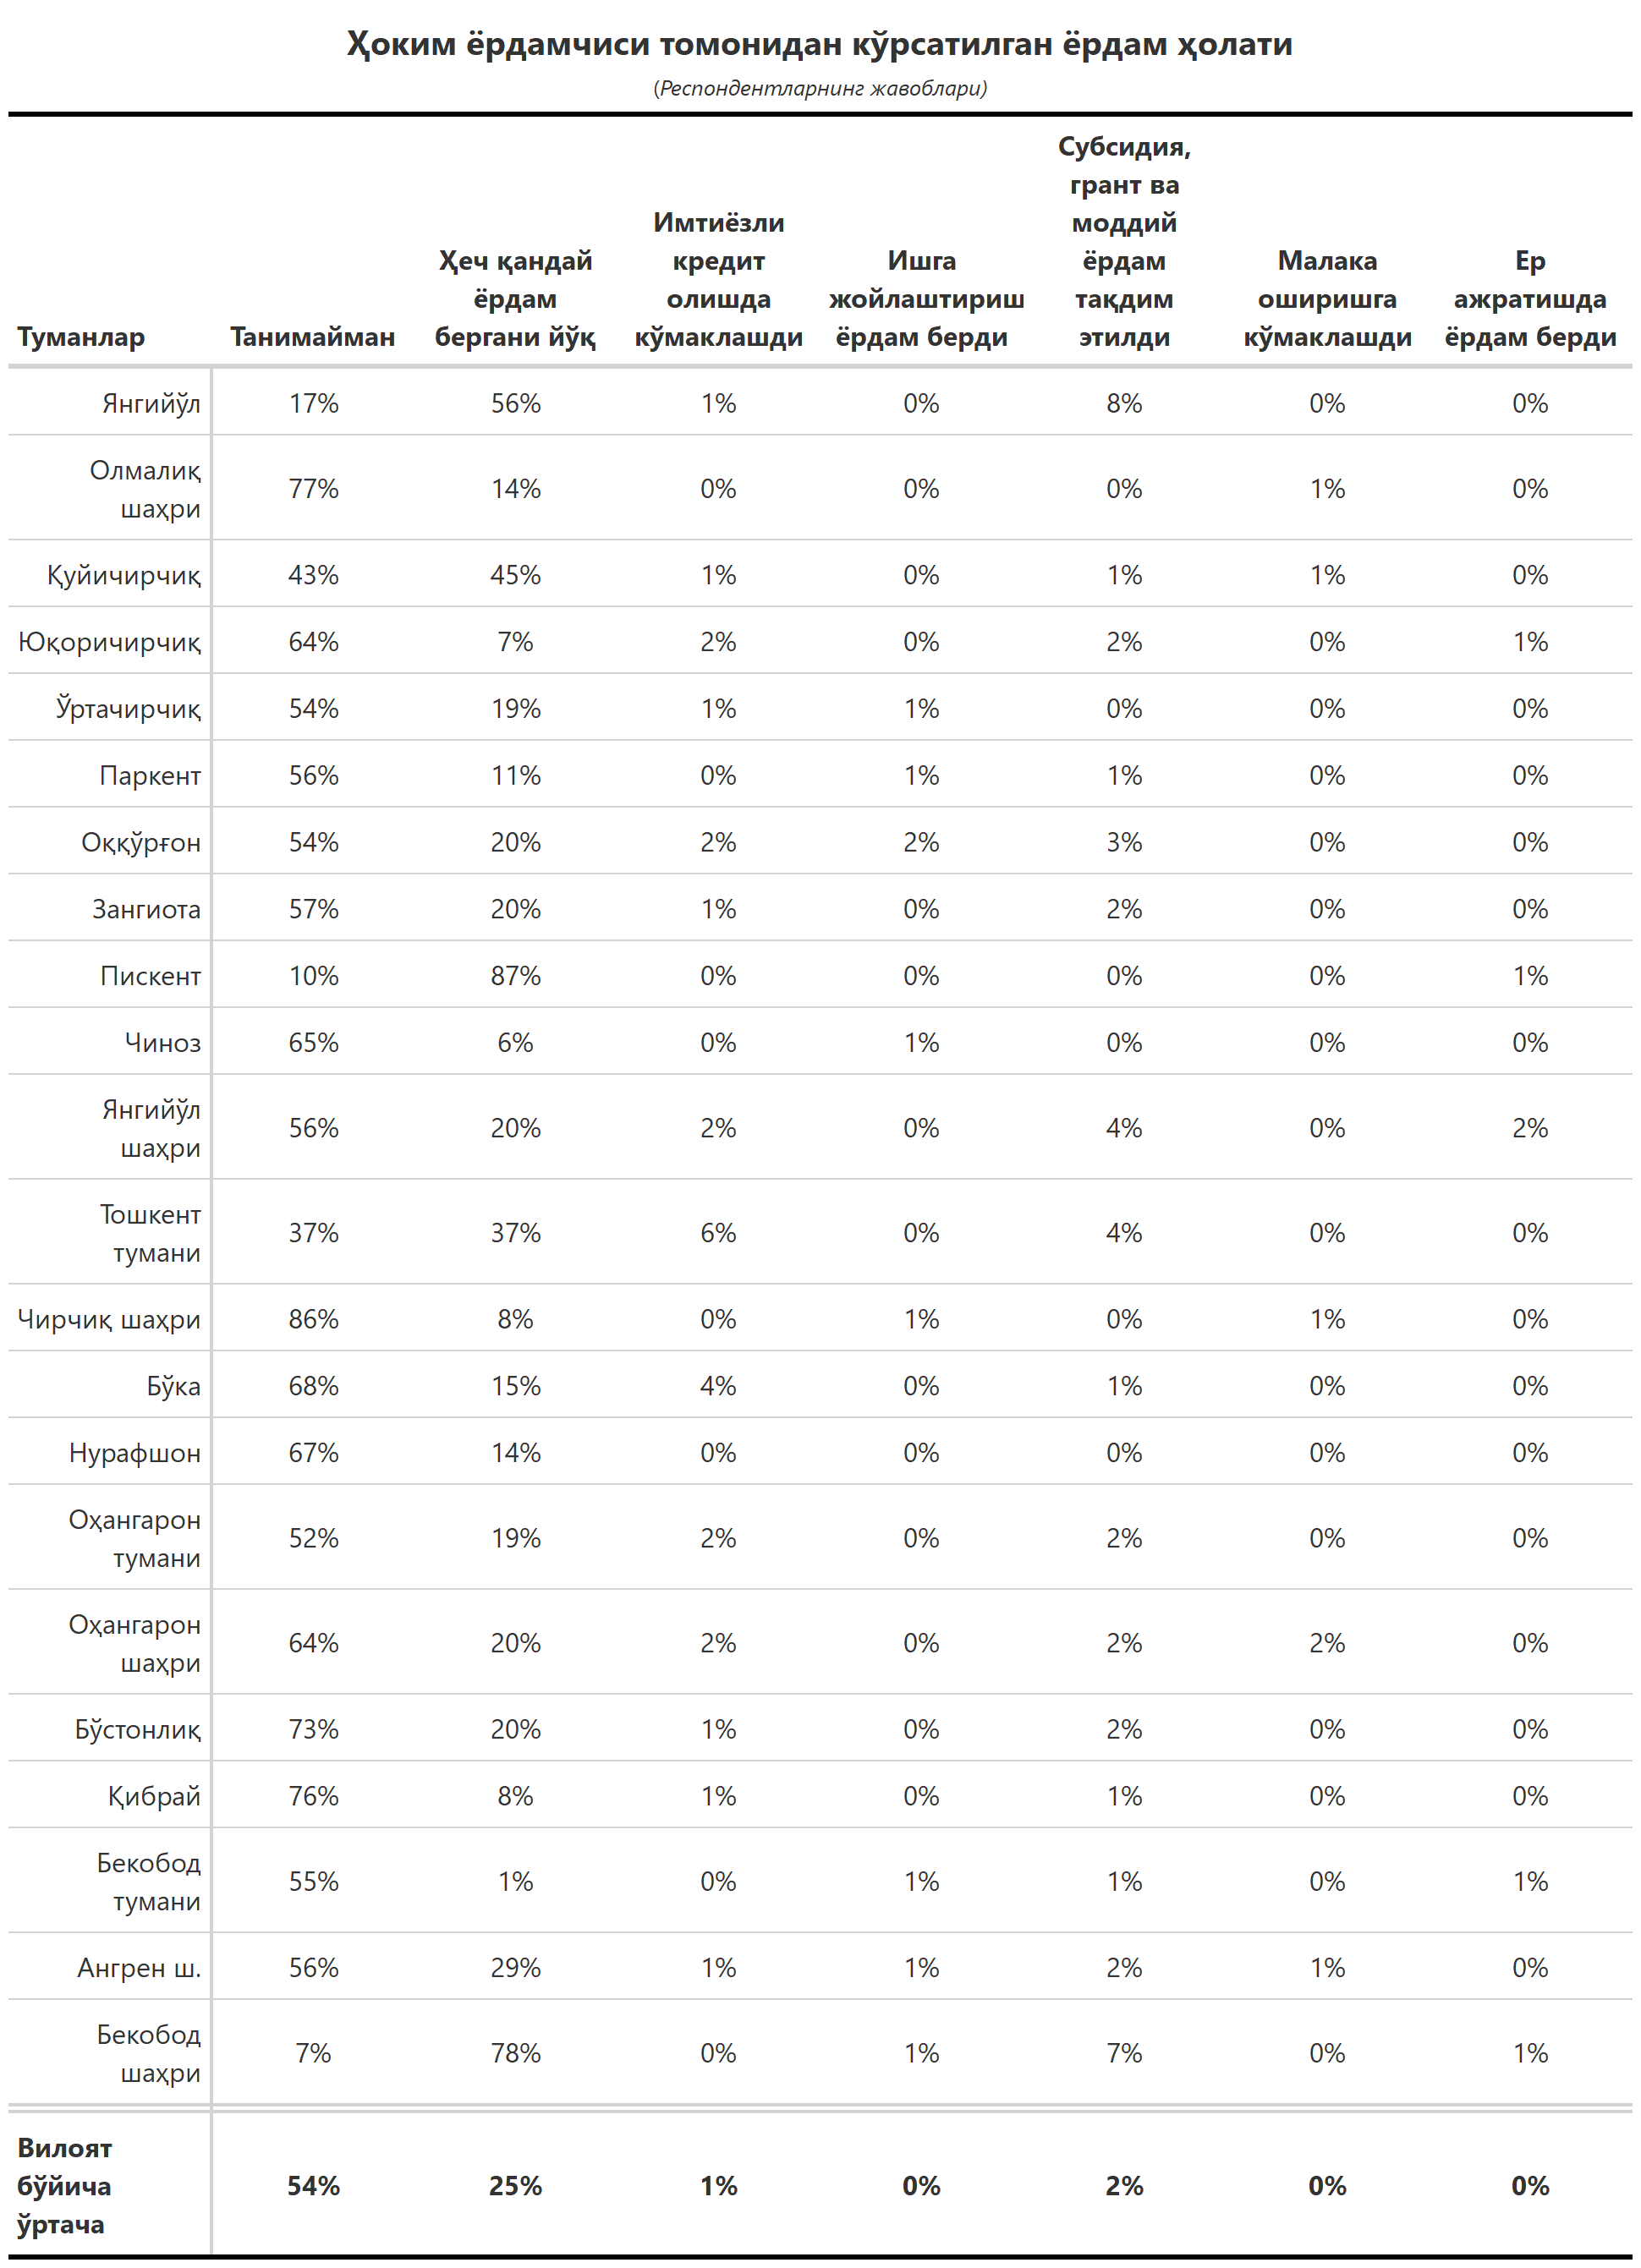 Ҳоким ёрдамчиси томонидан кўрсатилган ёрдам ҳолати
(Респондентларнинг жавоблари)
Туманлар
Танимайман
Ҳеч қандай
ёрдам
бергани йўқ
Имтиёзли
кредит
олишда
кўмаклашди
Ишга
жойлаштириш
ёрдам берди
Субсидия,
грант ва
моддий
ёрдам
тақдим
этилди
Малака
оширишга
кўмаклашди
Ер
ажратишда
ёрдам берди
Янгийўл 17% 56% 1% 0% 8% 0% 0%
Олмалиқ
шаҳри 77% 14% 0% 0% 0% 1% 0%
Қуйичирчиқ 43% 45% 1% 0% 1% 1% 0%
Юқоричирчиқ 64% 7% 2% 0% 2% 0% 1%
Ўртачирчиқ 54% 19% 1% 1% 0% 0% 0%
Паркент 56% 11% 0% 1% 1% 0% 0%
Оққўрғон 54% 20% 2% 2% 3% 0% 0%
Зангиота 57% 20% 1% 0% 2% 0% 0%
Пискент 10% 87% 0% 0% 0% 0% 1%
Чиноз 65% 6% 0% 1% 0% 0% 0%
Янгийўл
шаҳри 56% 20% 2% 0% 4% 0% 2%
Тошкент
тумани 37% 37% 6% 0% 4% 0% 0%
Чирчиқ шаҳри 86% 8% 0% 1% 0% 1% 0%
Бўка 68% 15% 4% 0% 1% 0% 0%
Нурафшон 67% 14% 0% 0% 0% 0% 0%
Оҳангарон
тумани 52% 19% 2% 0% 2% 0% 0%
Оҳангарон
шаҳри 64% 20% 2% 0% 2% 2% 0%
Бўстонлиқ 73% 20% 1% 0% 2% 0% 0%
Қибрай 76% 8% 1% 0% 1% 0% 0%
Бекобод
тумани 55% 1% 0% 1% 1% 0% 1%
Ангрен ш. 56% 29% 1% 1% 2% 1% 0%
Бекобод
шаҳри 7% 78% 0% 1% 7% 0% 1%
Вилоят
бўйича
ўртача 54% 25% 1% 0% 2% 0% 0%